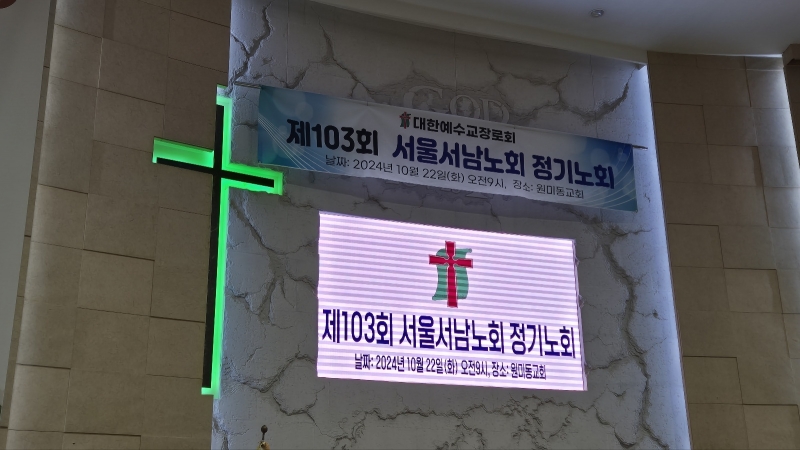 GOD
대한예수교장로회
제103회 서울서남노회 정기노회
날짜: 2024년 10월 22일(화) 오전9시, 장소: 원미동교회
제103회 서울서남노회 정기노회
날짜: 2024년 10월 22일(화) 오전9시, 장소: 원미동교회